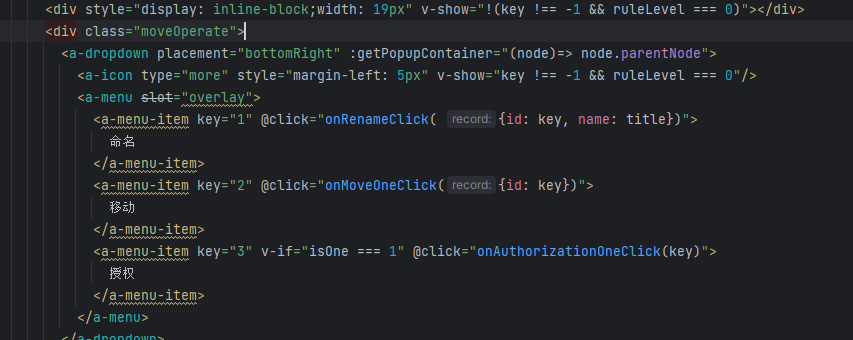 <div style="display: inline-block;width: 19px" v-show="!(key !== -1 && ruleLevel === 0)"></div>
<div class="moveOperate">
<a-dropdown placement="bottomRight" :getPopupContainer="(node)=> node.parentNode">
<a-icon type="more" style="margin-left: 5px" v-show="key !== -1 && ruleLevel === 0"/>
<a-menu slot="overlay">
<a-menu-item key="1" @click="onRenameClick( record: {id: key, name: title})">
命名
</a-menu-item>
<a-menu-item key="2" @click="onMoveOneClick( record: {id: key})">
移动
</a-menu-item>
<a-menu-item key="3" v-if="isOne === 1" @click="onAuthorizationOneClick(key)">
授权
</a-menu-item>
</a-menu>
</a-dropdown>